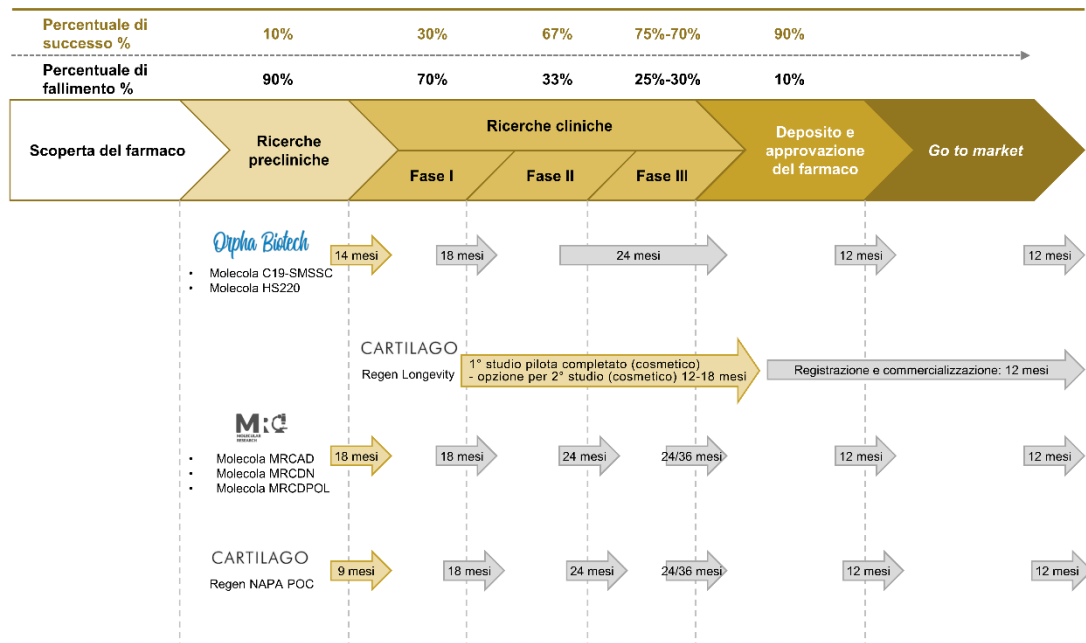 Percentuale di
successo %
10%
30%
67%
75%-70%
90%
Percentuale di
fallimento %
90%
70%
33%
25%-30%
10%
Scoperta del farmaco
Ricerche
precliniche
Ricerche cliniche
Fase I
Fase II
Fase III
Deposito e
approvazione
del farmaco
Go to market
Orpha Biotech
• Molecola C19-SMSSC
• Molecola HS220
14 mesi
18 mesi
24 mesi
12 mesi
12 mesi
CARTILAGO
Regen Longevity
1° studio pilota completato (cosmetico)
- opzione per 2° studio (cosmetico) 12-18 mesi
Registrazione e commercializzazione: 12 mesi
MRC
MOLECULAR
RESEARCH
• Molecola MRCAD
• Molecola MRCDN
• Molecola MRCDPOL
18 mesi
18 mesi
24 mesi
24/36 mesi
12 mesi
12 mesi
CARTILAGO
Regen NAPA POC
9 mesi
18 mesi
24 mesi
24/36 mesi
12 mesi
12 mesi